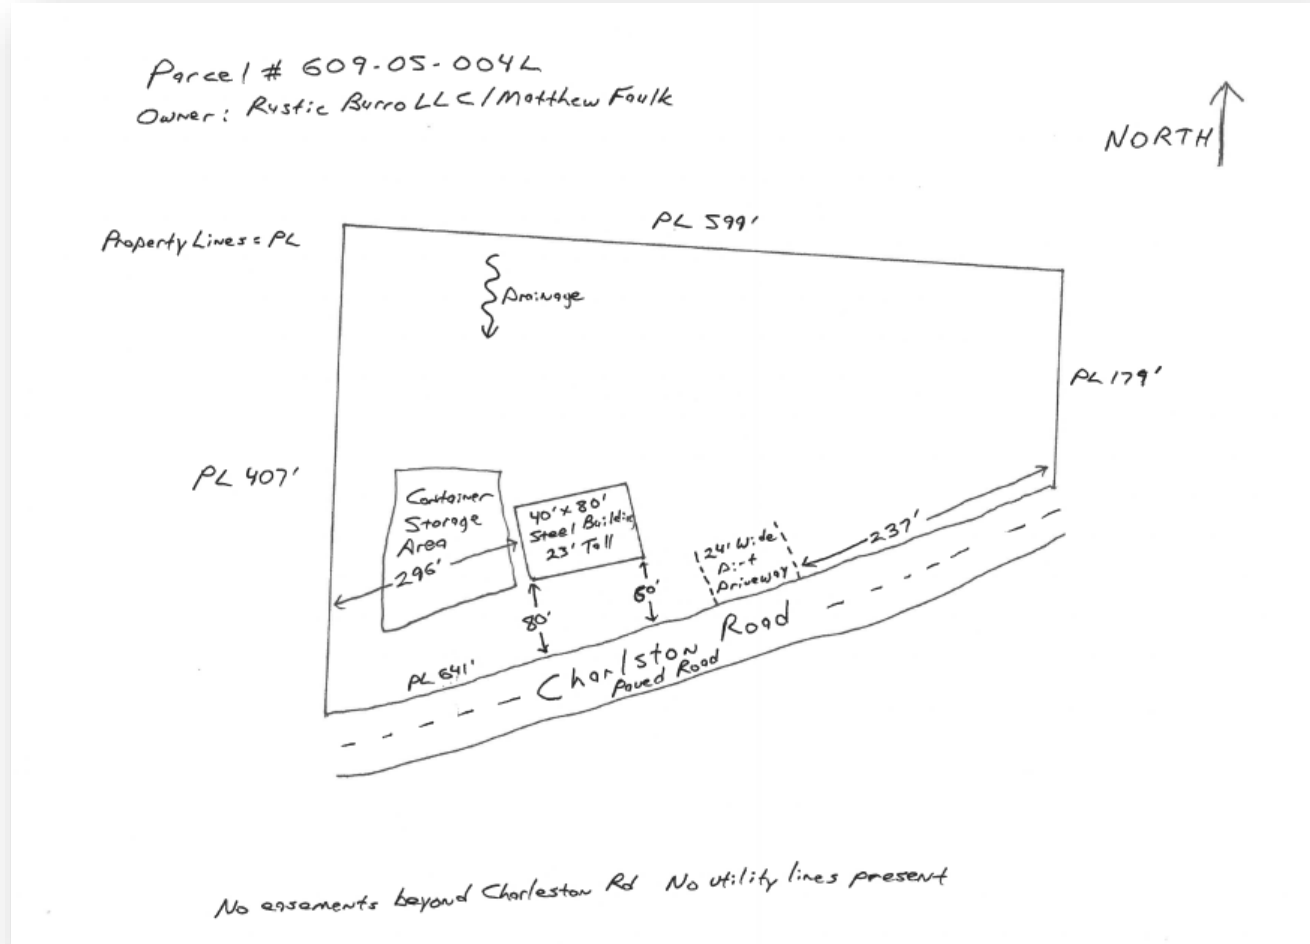 Parcel # 609-05-004L
Owner: Rustic Burro LLC/Matthew Faulk
NORTH
PL 599'
Property Lines = PL
Drainage
PL 179'
PL 407'
Container
Storage
Area
296'
40' x 80'
Steel Building
23' Tall
237'
24' Wide
Dirt
Driveway
80'
60'
PL 641'
Charlston Road
Paved Road
No easements beyond Charleston Rd No utility lines present